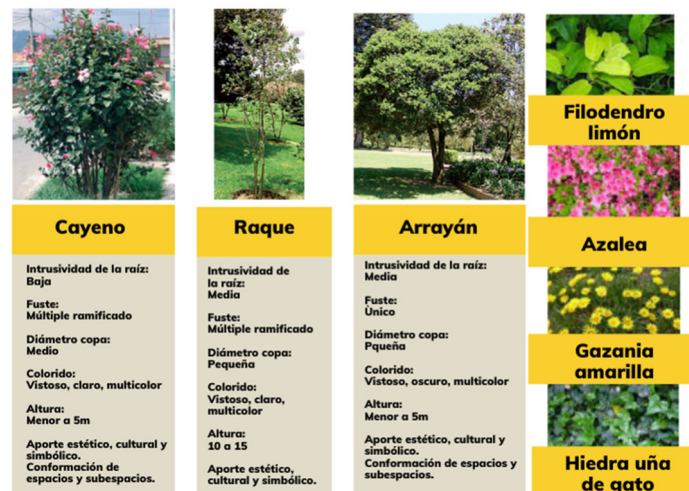 Cayeno
Intrusividad de la raíz:
Baja
Fuste:
Múltiple ramificado
Diámetro copa:
Medio
Colorido:
Vistoso, claro, multicolor
Altura:
Menor a 5m
Aporte estético, cultural y
simbólico.
Conformación de
espacios y subespacios.
Raque
Intrusividad de
la raíz:
Media
Fuste:
Múltiple ramificado
Diámetro copa:
Pequeña
Colorido:
Vistoso, claro,
multicolor
Altura:
10 a 15
Aporte estético,
cultural y simbólico.
Arrayán
Intrusividad de la raíz:
Media
Fuste:
Único
Diámetro copa:
Pqueña
Colorido:
Vistoso, oscuro, multicolor
Altura:
Menor a 5m
Aporte estético, cultural y
simbólico.
Conformación de espacios y
subespacios.
Filodendro
limón
Azalea
Gazania
amarilla
Hiedra uña
de gato